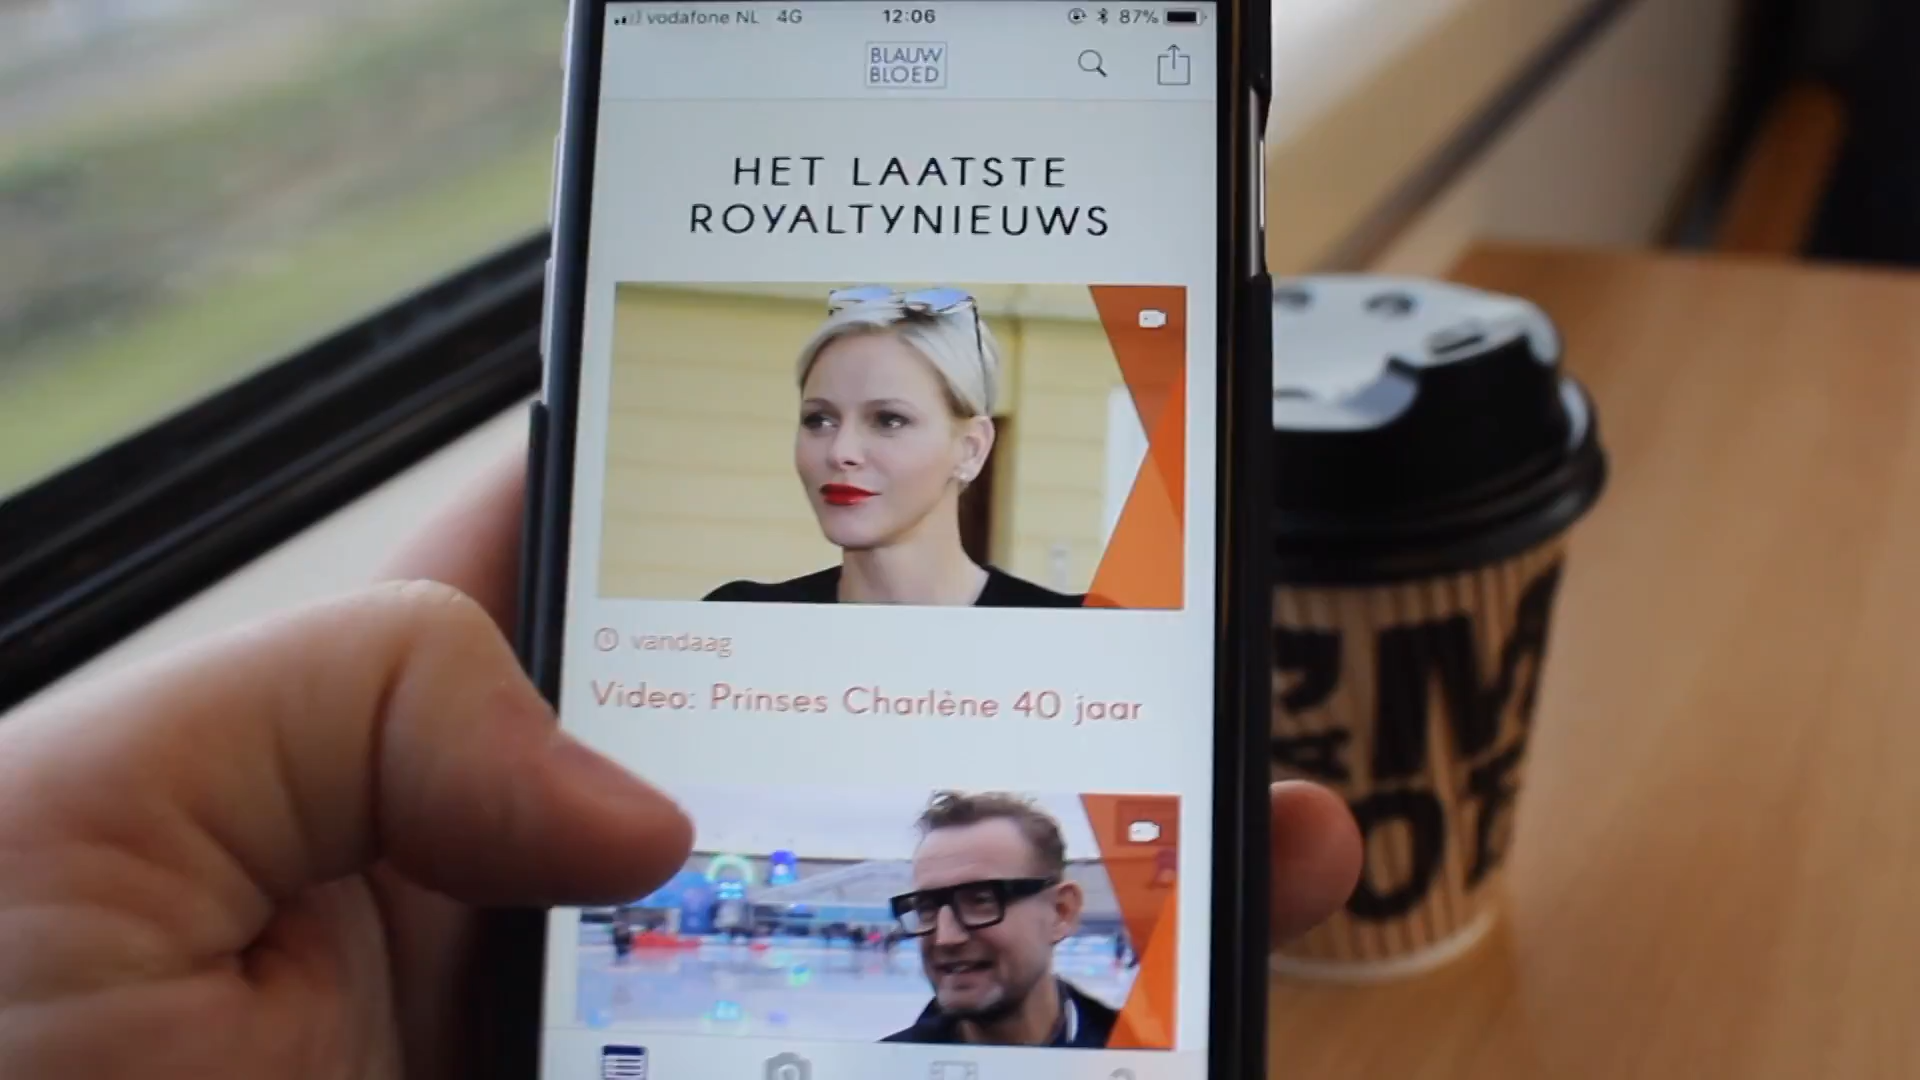 vodafone NL 4G 12:06 87%
BLAUW
BLOED
HET LAATSTE
ROYALTYNIEUWS
vandaag
Video: Prinses Charlène 40 jaar